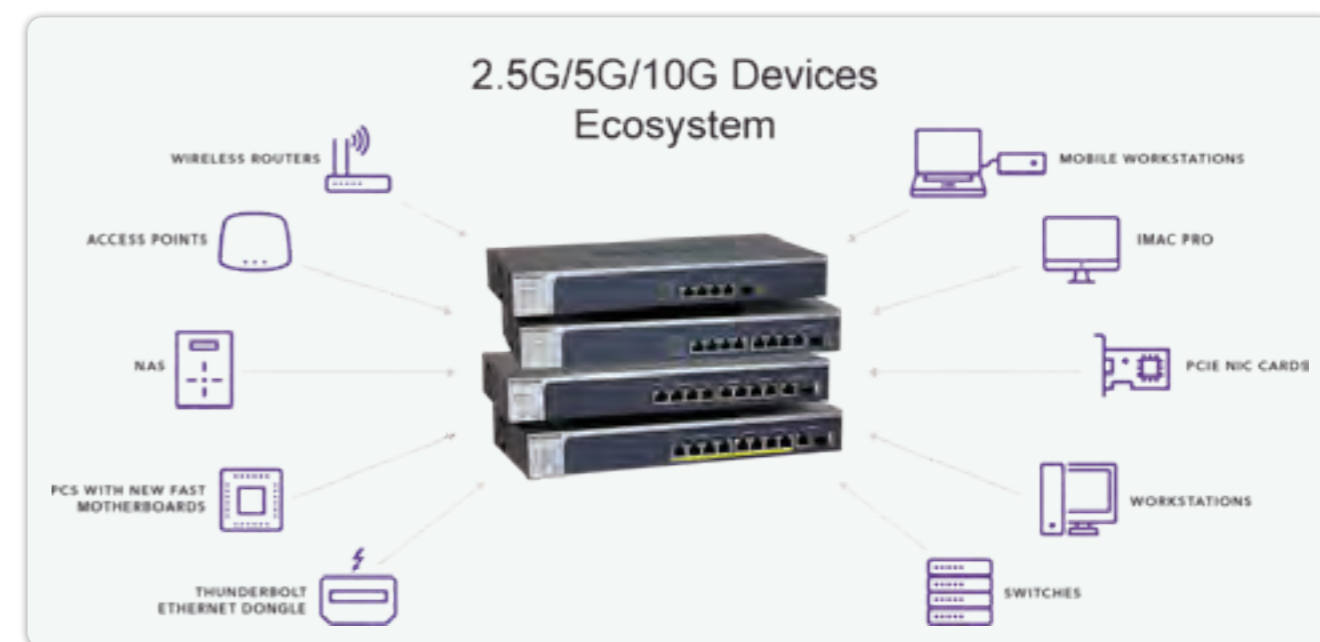 2.5G/5G/10G Devices
Ecosystem
WIRELESS ROUTERS
ACCESS POINTS
NAS
PCS WITH NEW FAST
MOTHERBOARDS
THUNDERBOLT
ETHERNET DONGLE
MOBILE WORKSTATIONS
IMAC PRO
PCIE NIC CARDS
WORKSTATIONS
SWITCHES